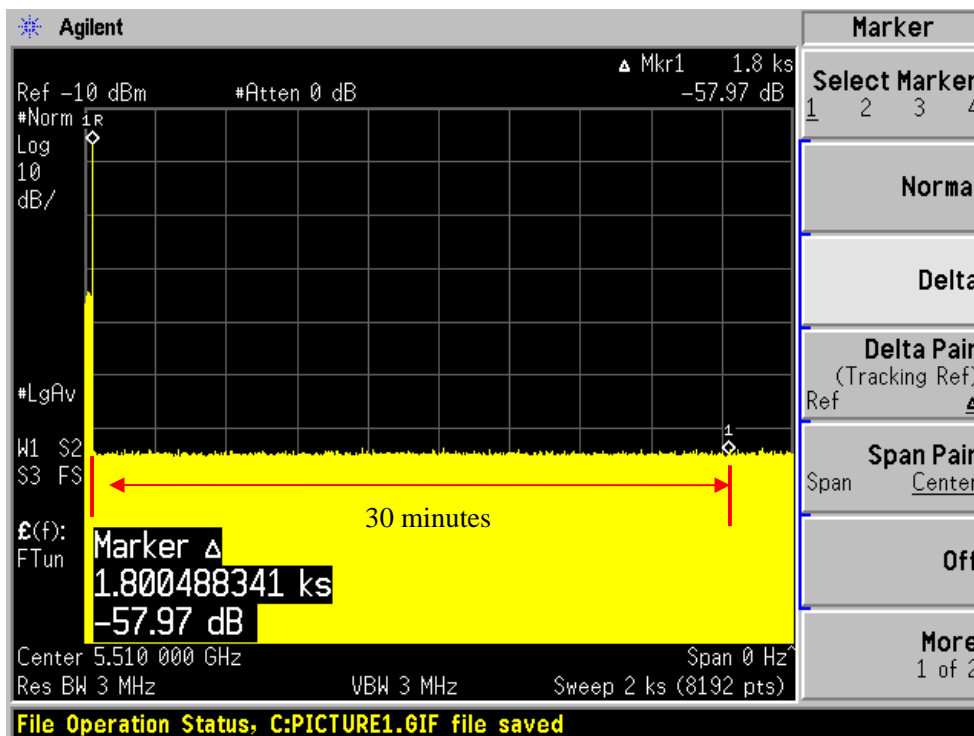 Agilent
Marker
Δ Mkr1 1.8 ks
Ref -10 dBm #Atten 0 dB -57.97 dB
#Norm
1R
Log
10
dB/
#LgAv
W1 S2
S3 FS
£(f):
FTun
1
30 minutes
Marker Δ
1.800488341 ks
-57.97 dB
Center 5.510 000 GHz Span 0 Hz^
Res BW 3 MHz VBW 3 MHz Sweep 2 ks (8192 pts)
File Operation Status, C:PICTURE1.GIF file saved
Select Marker
1 2 3 4
Norma
Delta
Delta Pair
(Tracking Ref)
Ref Δ
Span Pair
Span Center
Off
More
1 of 2